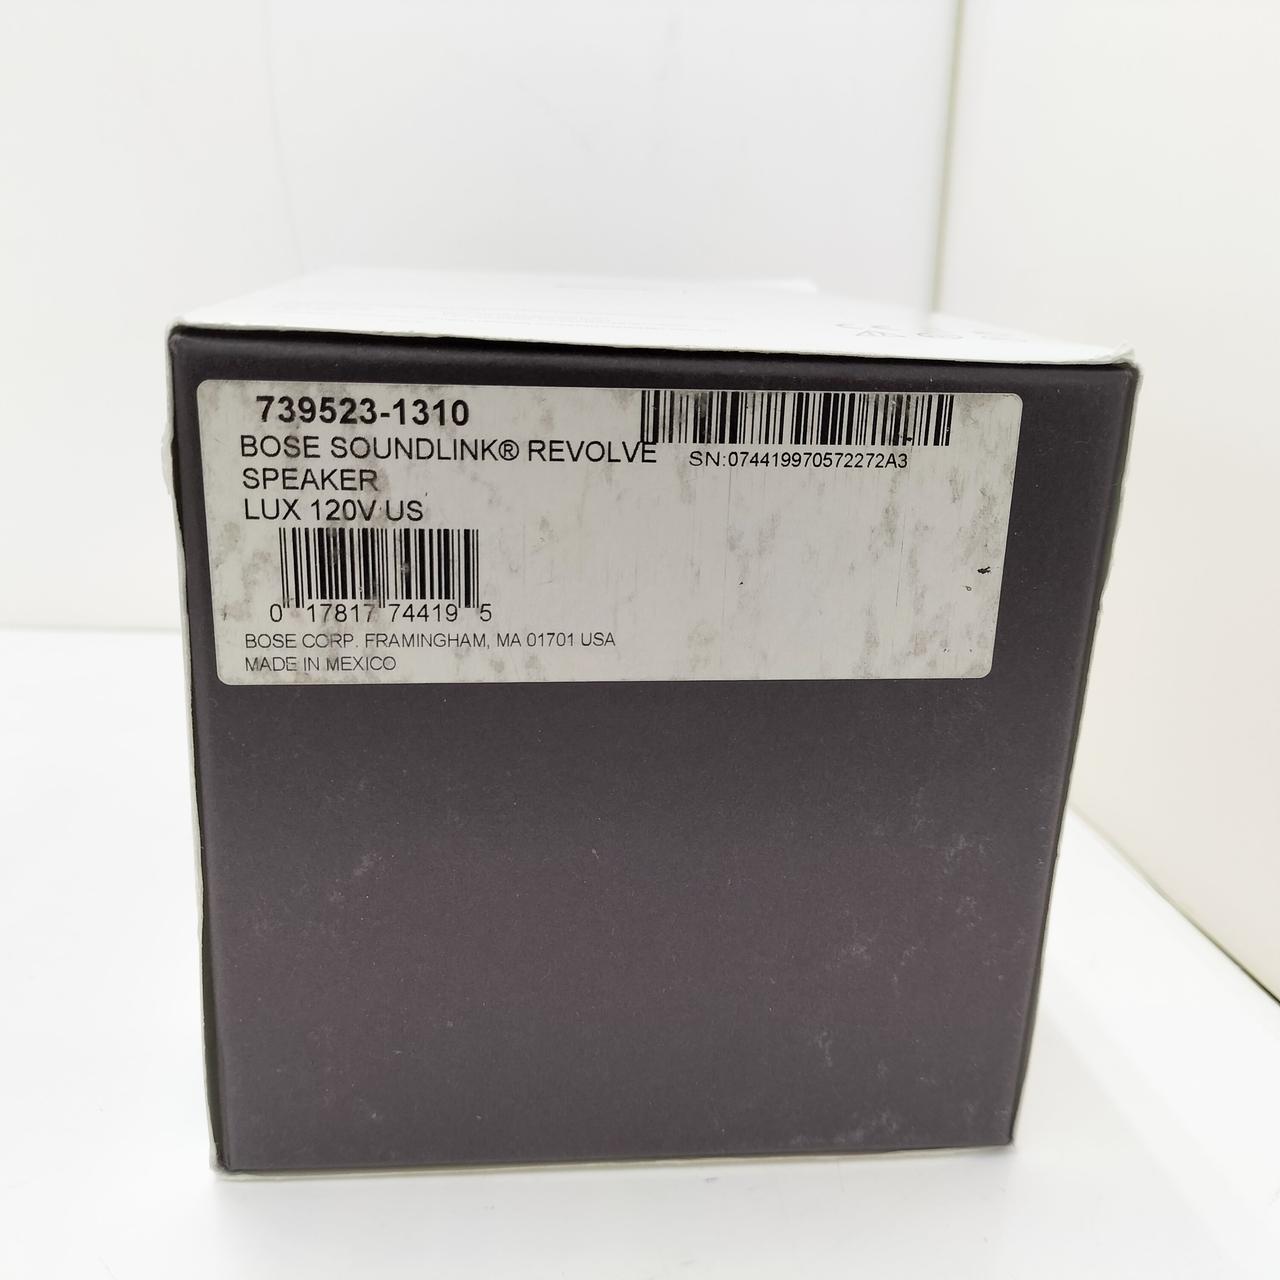 739523-1310
BOSE SOUNDLINK® REVOLVE
SPEAKER
LUX 120V US
SN:074419970572272A3
0 17817 74419 5
BOSE CORP. FRAMINGHAM, MA 01701 USA
MADE IN MEXICO